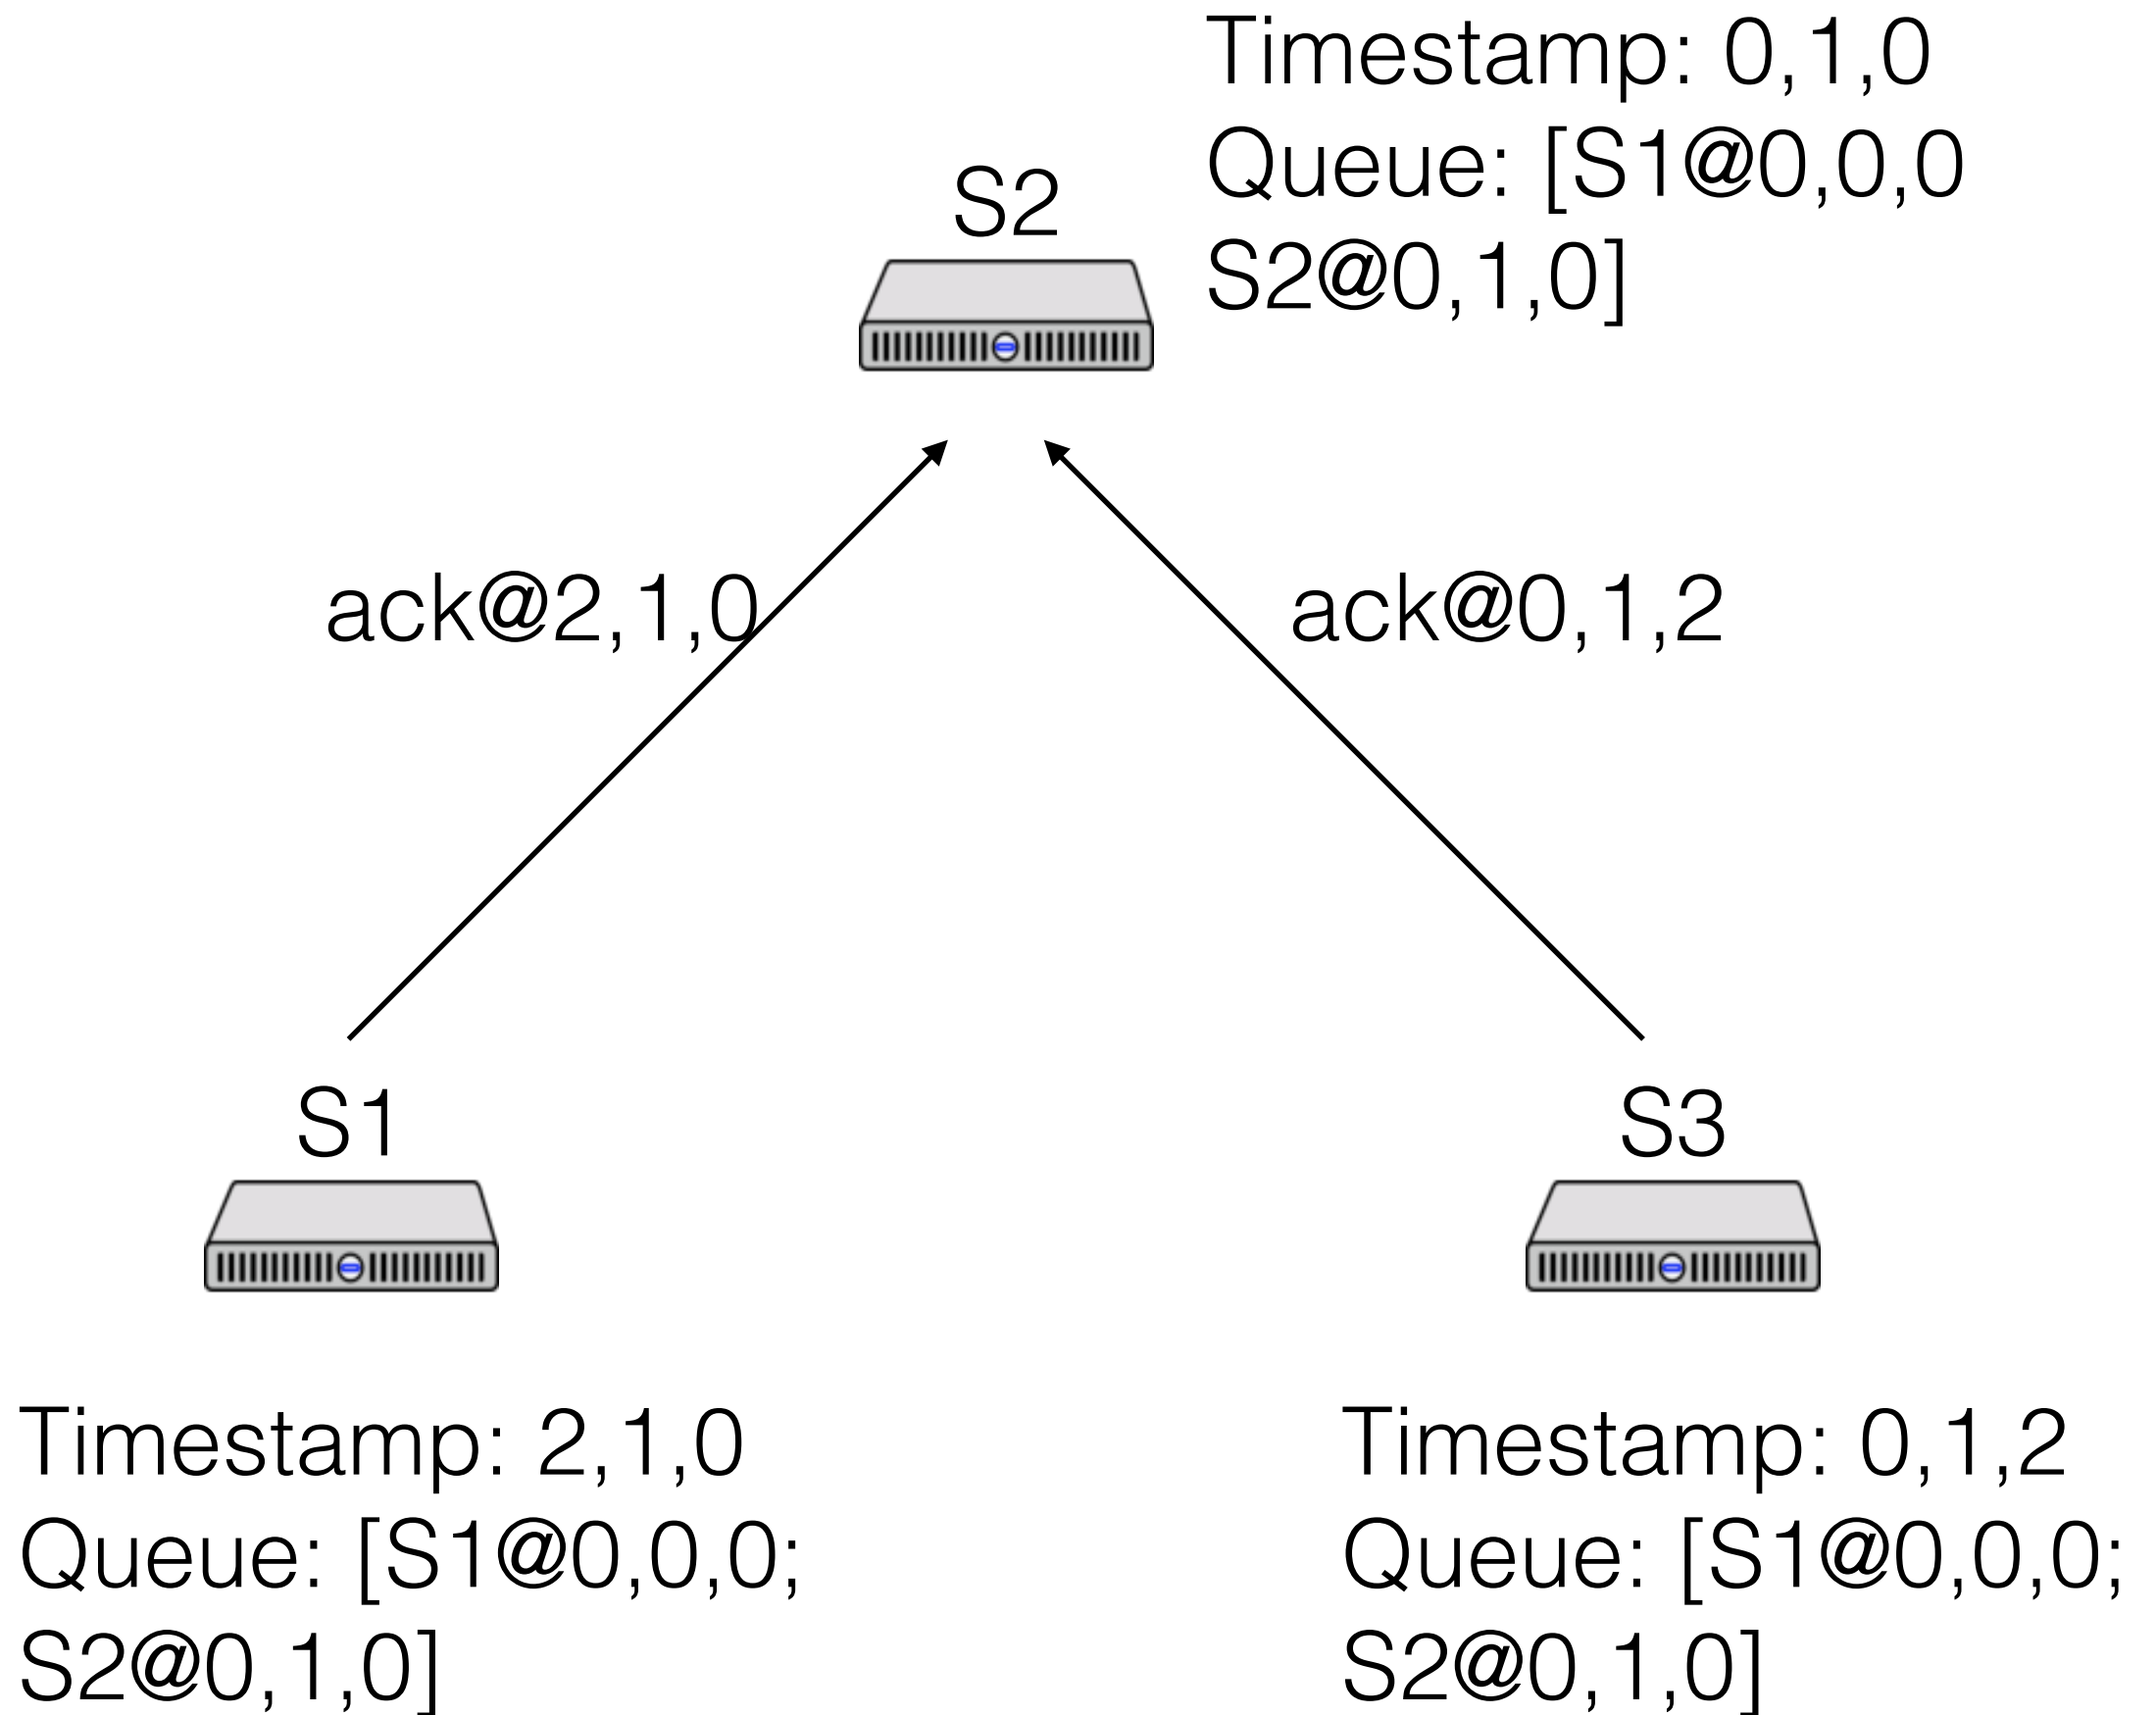 Timestamp: 0,1,0
Queue: [S1@0,0,0
S2@0,1,0]
S2
ack@2,1,0
ack@0,1,2
S1
S3
Timestamp: 2,1,0
Queue: [S1@0,0,0;
S2@0,1,0]
Timestamp: 0,1,2
Queue: [S1@0,0,0;
S2@0,1,0]